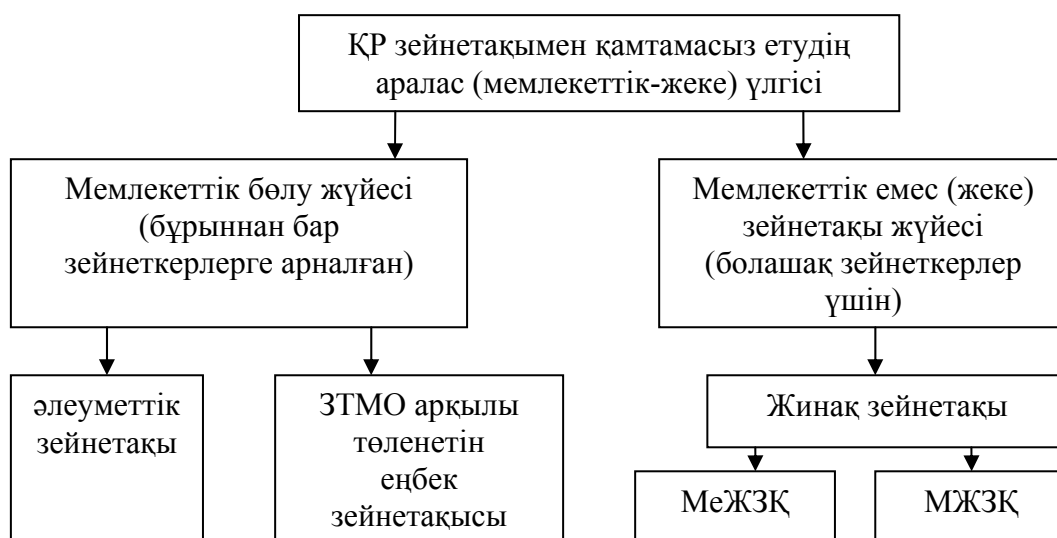 ҚР зейнетақымен қамтамасыз етудің
аралас (мемлекеттік-жеке) үлгісі
Мемлекеттік бөлу жүйесі
(бұрыннан бар
зейнеткерлерге арналған)
Мемлекеттік емес (жеке)
зейнетақы жүйесі
(болашақ зейнеткерлер
үшін)
әлеуметтік
зейнетақы
ЗТМО арқылы
төленетін
еңбек
зейнетақысы
Жинақ зейнетақы
МеЖЗҚ
МЖЗҚ